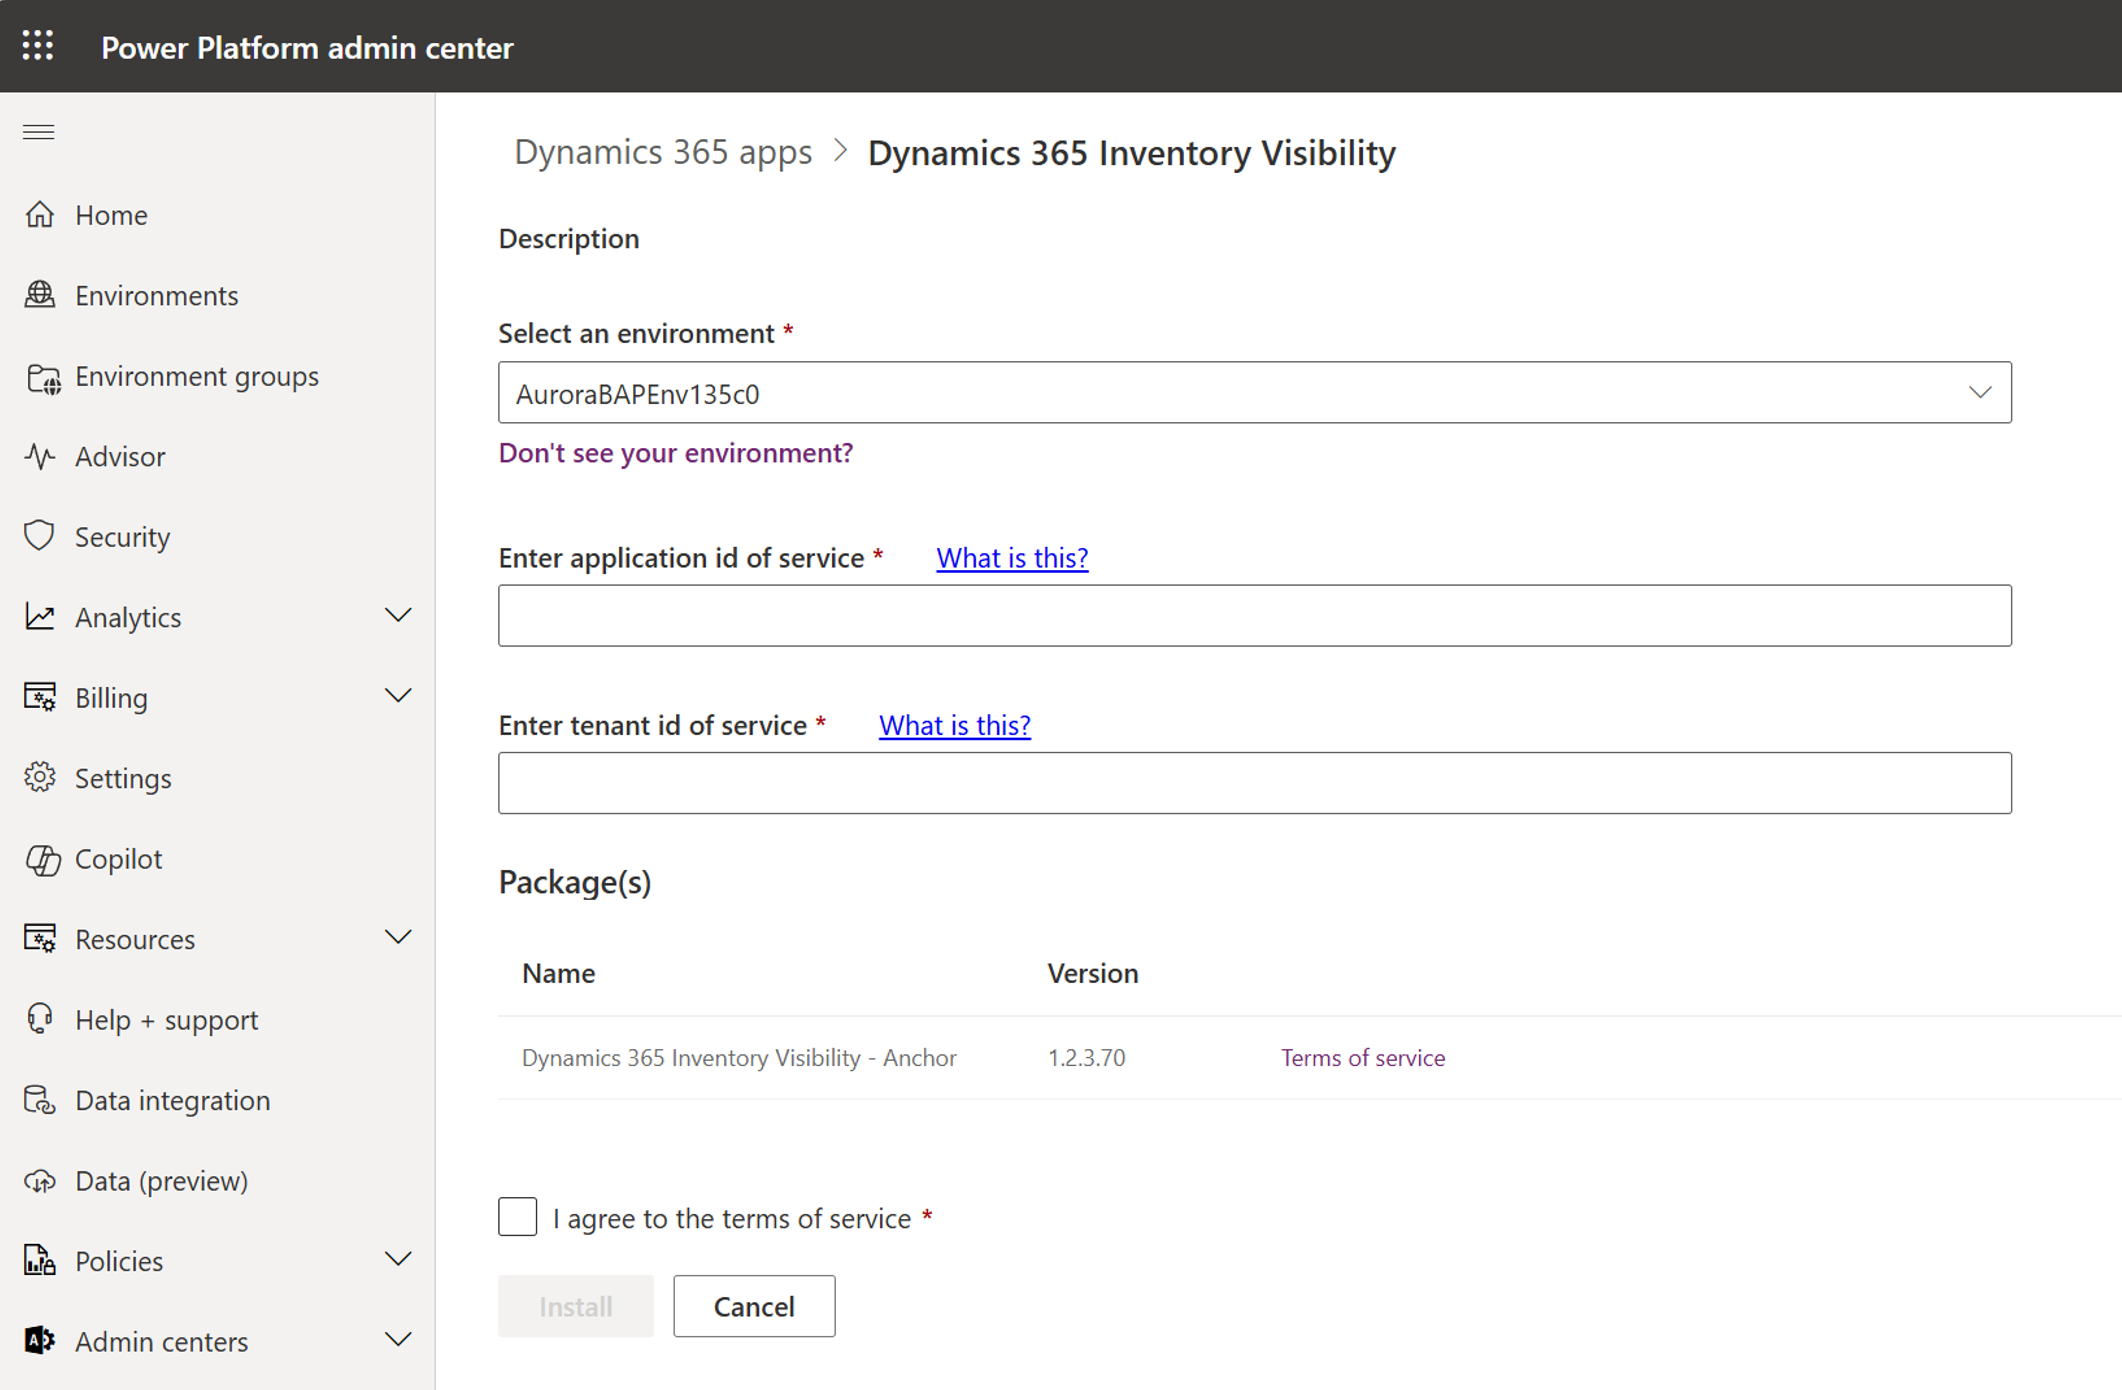 Power Platform admin center
Home
Environments
Environment groups
Advisor
Security
Analytics
Billing
Settings
Copilot
Resources
Help + support
Data integration
Data (preview)
Policies
Admin centers
Dynamics 365 apps > Dynamics 365 Inventory Visibility
Description
Select an environment *
AuroraBAPEnv135c0
Don't see your environment?
Enter application id of service * What is this?
Enter tenant id of service * What is this?
Package(s)
Name Version
Dynamics 365 Inventory Visibility - Anchor 1.2.3.70 Terms of service
I agree to the terms of service *
Install Cancel